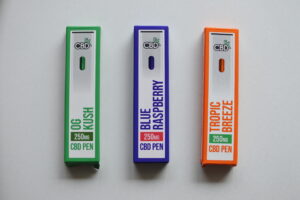 CBD
OG
KUSH
250MG
CBD PEN
CBD
BLUE
RASPBERRY
250MG
CBD PEN
CBD
TROPIC
BREEZE
250MG
CBD PEN